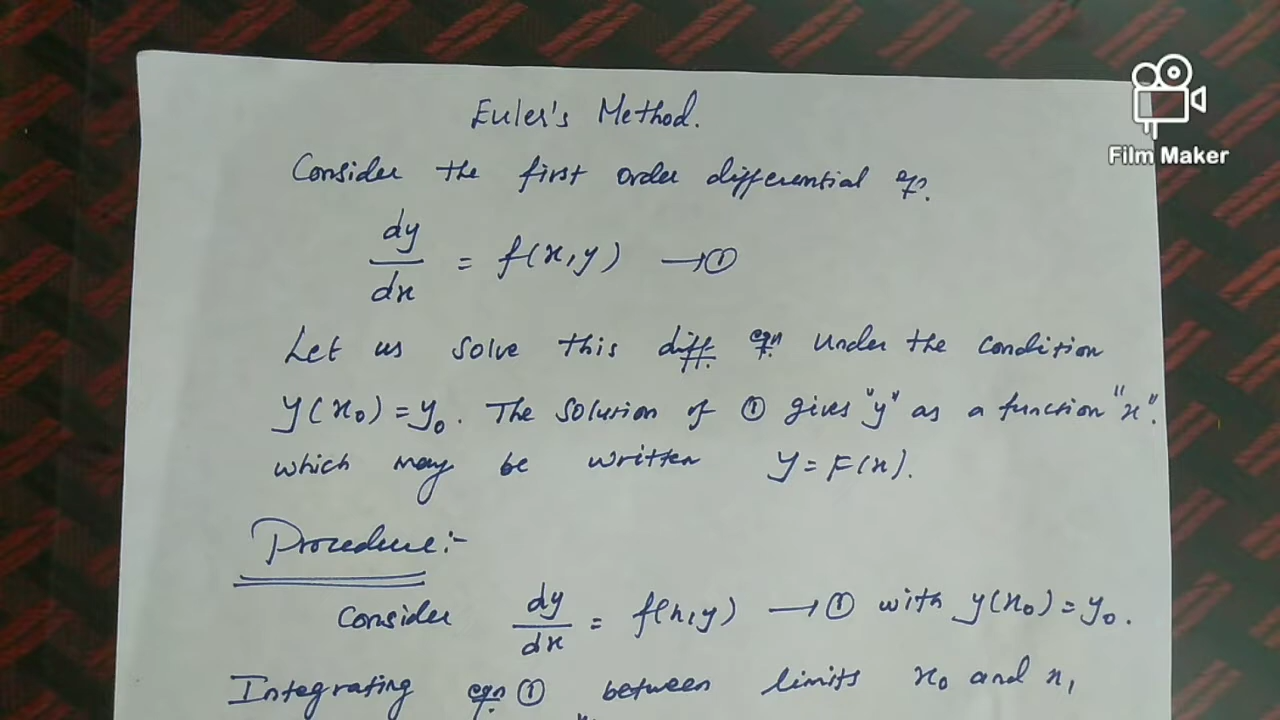 Euler's Method.
Film Maker
Consider the first order differential eqn.
dy/dx = f(x,y) →①
Let us solve this diff. eqn under the condition
y(x₀)=y₀. The solution of ① gives "y" as a function "x".
which may be written y=F(x).
Procedure:-
Consider dy/dx = f(x,y) →① with y(x₀)=y₀.
Integrating eqn ① between limits x₀ and x₁